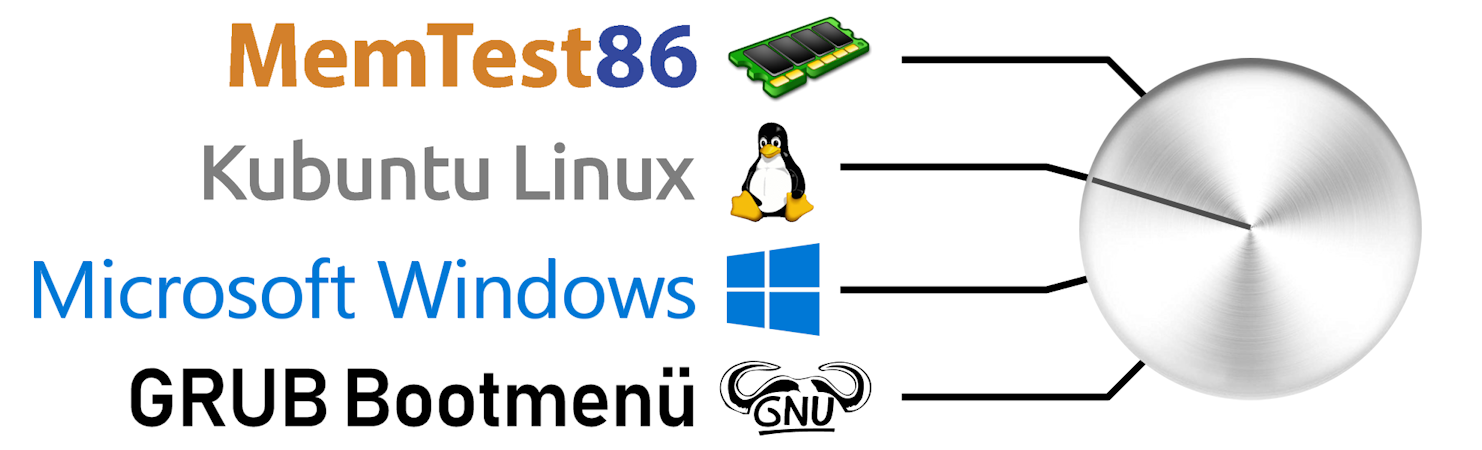 MemTest86
Kubuntu Linux
Microsoft Windows
GRUB Bootmenü
GNU